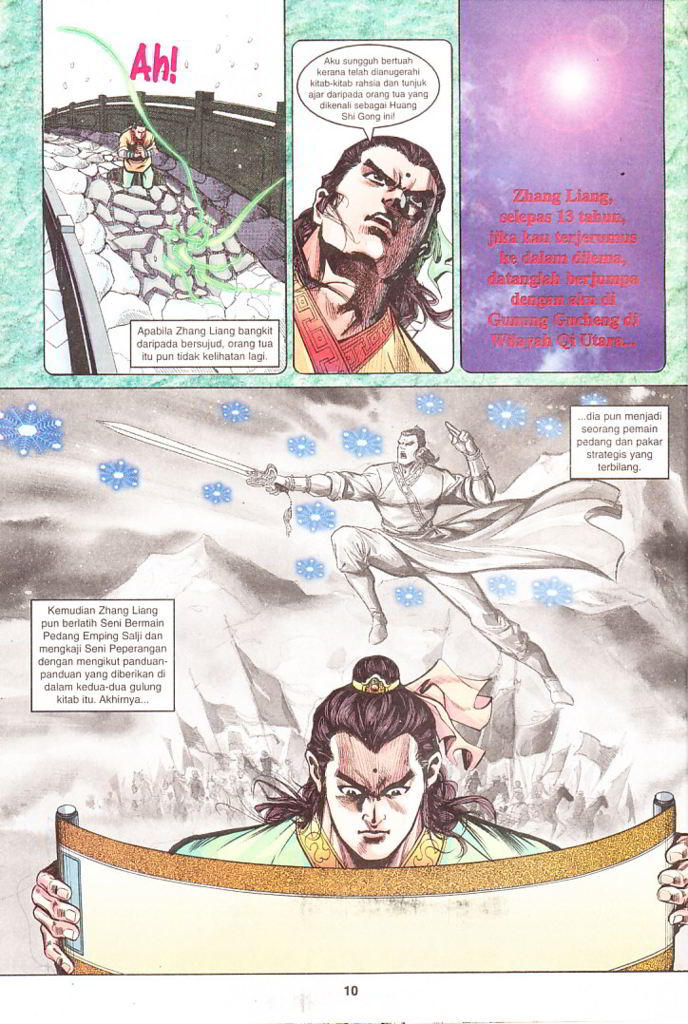 Ah!
Apabila Zhang Liang bangkit
daripada bersujud, orang tua
itu pun tidak kelihatan lagi.
Aku sungguh bertuah
kerana telah dianugerahi
kitab-kitab rahsia dan tunjuk
ajar daripada orang tua yang
dikenali sebagai Huang
Shi Gong ini!
Zhang Liang,
selepas 13 tahun,
jika kau terjerumus
ke dalam dilema,
datanglah berjumpa
dengan aku di
Gunung Gucheng di
Wilayah Qi Utara...
...dia pun menjadi
seorang pemain
pedang dan pakar
strategis yang
terbilang.
Kemudian Zhang Liang
pun berlatih Seni Bermain
Pedang Emping Salji dan
mengkaji Seni Peperangan
dengan mengikut panduan-
panduan yang diberikan di
dalam kedua-dua gulung
kitab itu. Akhirnya...
10